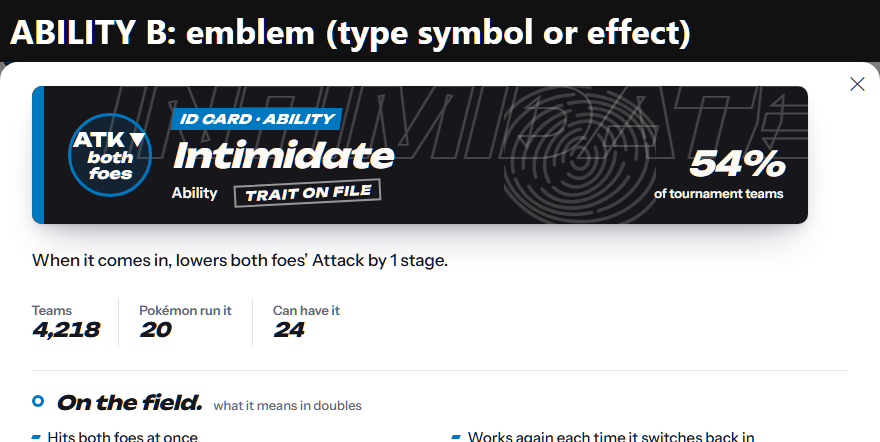 ABILITY B: emblem (type symbol or effect)
INTIMIDATE
ID CARD · ABILITY
ATK ▼
both
foes
Intimidate
54%
Ability
TRAIT ON FILE
of tournament teams
When it comes in, lowers both foes’ Attack by 1 stage.
Teams
Pokémon run it
Can have it
4,218
20
24
On the field.
what it means in doubles
Hits both foes at once
Works again each time it switches back in